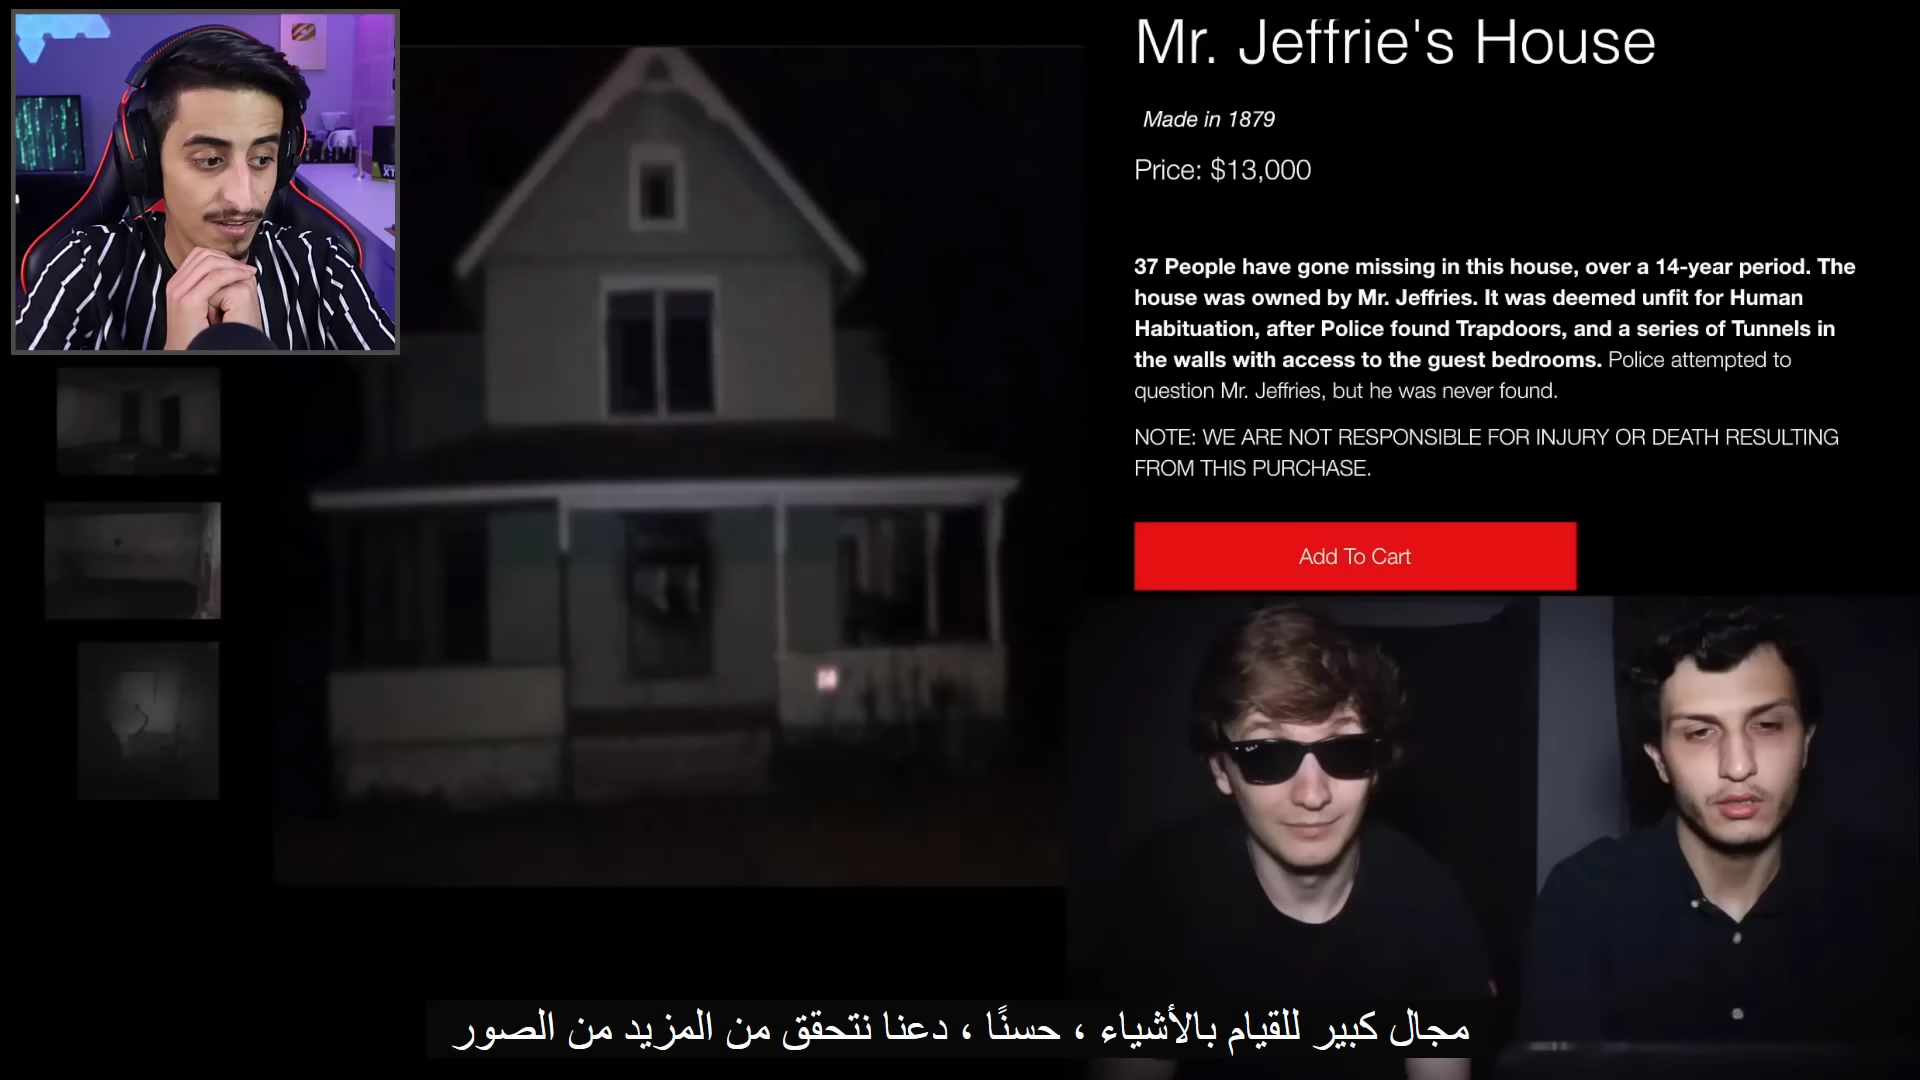 Mr. Jeffrie's House
Made in 1879
Price: $13,000
37 People have gone missing in this house, over a 14-year period. The
house was owned by Mr. Jeffries. It was deemed unfit for Human
Habituation, after Police found Trapdoors, and a series of Tunnels in
the walls with access to the guest bedrooms. Police attempted to
question Mr. Jeffries, but he was never found.
NOTE: WE ARE NOT RESPONSIBLE FOR INJURY OR DEATH RESULTING
FROM THIS PURCHASE.
Add To Cart
مجال كبير للقيام بالأشياء ، حسنًا ، دعنا نتحقق من المزيد من الصور